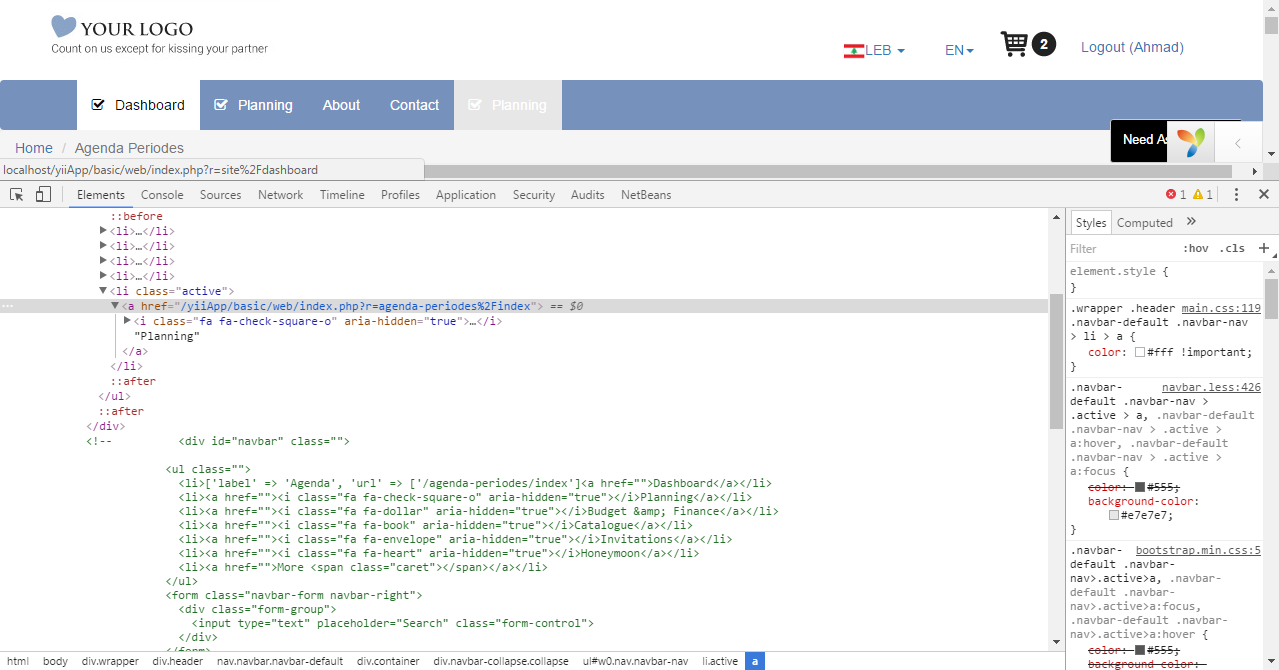 YOUR LOGO
Count on us except for kissing your partner
LEB
EN
2
Logout (Ahmad)
Dashboard
Planning
About
Contact
Planning
Home / Agenda Periodes
Need As
localhost/yiiApp/basic/web/index.php?r=site%2Fdashboard
Elements Console Sources Network Timeline Profiles Application Security Audits NetBeans
1 1
::before
<li>…</li>
<li>…</li>
<li>…</li>
<li>…</li>
<li class="active">
<a href="/yiiApp/basic/web/index.php?r=agenda-periodes%2Findex"> == $0
<i class="fa fa-check-square-o" aria-hidden="true">…</i>
"Planning"
</a>
</li>
::after
</ul>
::after
</div>
<!-- <div id="navbar" class="">
<ul class="">
<li>['label' => 'Agenda', 'url' => ['/agenda-periodes/index']<a href="">Dashboard</a></li>
<li><a href=""><i class="fa fa-check-square-o" aria-hidden="true"></i>Planning</a></li>
<li><a href=""><i class="fa fa-dollar" aria-hidden="true"></i>Budget &amp; Finance</a></li>
<li><a href=""><i class="fa fa-book" aria-hidden="true"></i>Catalogue</a></li>
<li><a href=""><i class="fa fa-envelope" aria-hidden="true"></i>Invitations</a></li>
<li><a href=""><i class="fa fa-heart" aria-hidden="true"></i>Honeymoon</a></li>
<li><a href="">More <span class="caret"></span></a></li>
</ul>
<form class="navbar-form navbar-right">
<div class="form-group">
<input type="text" placeholder="Search" class="form-control">
</div>
</form>
html body div.wrapper div.header nav.navbar.navbar-default div.container div.navbar-collapse.collapse ul#w0.nav.navbar-nav li.active a
Styles Computed »
Filter :hov .cls +
element.style {
}
.wrapper .header main.css:119
.navbar-default .navbar-nav
> li > a {
color: #fff !important;
}
.navbar- navbar.less:426
default .navbar-nav >
.active > a, .navbar-default
.navbar-nav > .active >
a:hover, .navbar-default
.navbar-nav > .active >
a:focus {
color: #555;
background-color:
#e7e7e7;
}
.navbar- bootstrap.min.css:5
default .navbar-
nav>.active>a, .navbar-
default .navbar-
nav>.active>a:focus,
.navbar-default .navbar-
nav>.active>a:hover {
color: #555;
background-color: